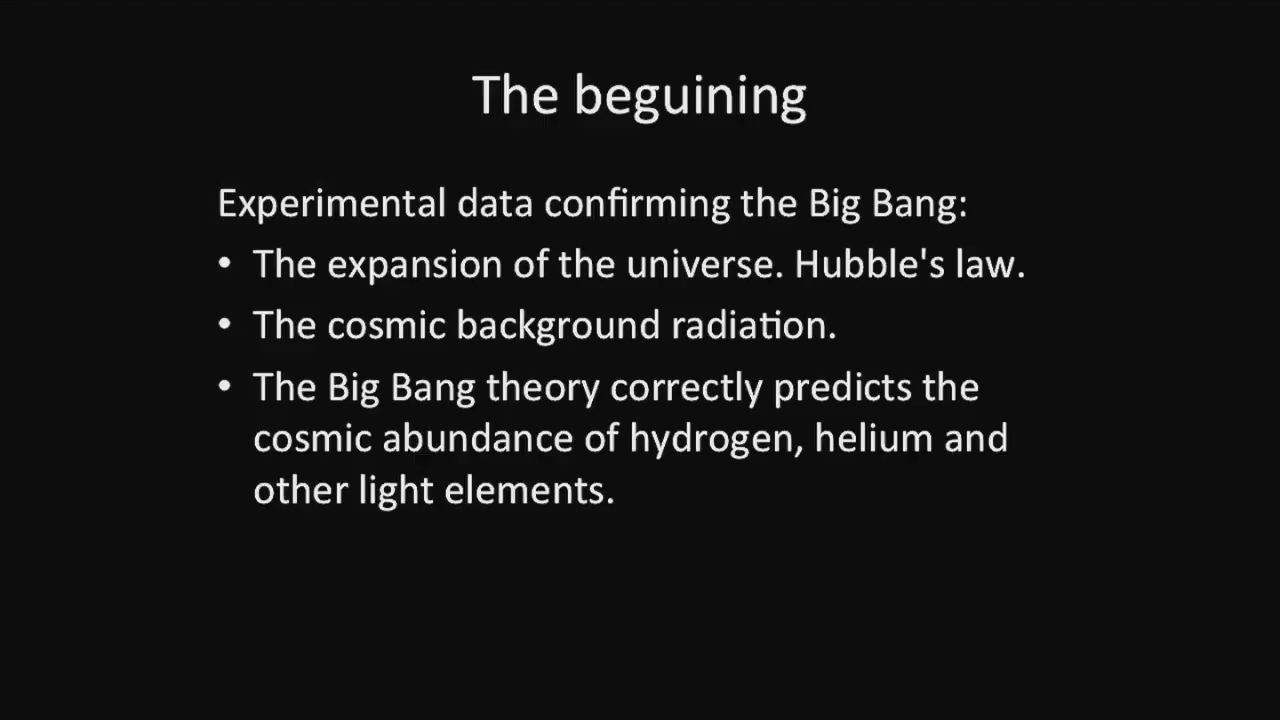 The beguining
Experimental data confirming the Big Bang:
• The expansion of the universe. Hubble's law.
• The cosmic background radiation.
• The Big Bang theory correctly predicts the
cosmic abundance of hydrogen, helium and
other light elements.